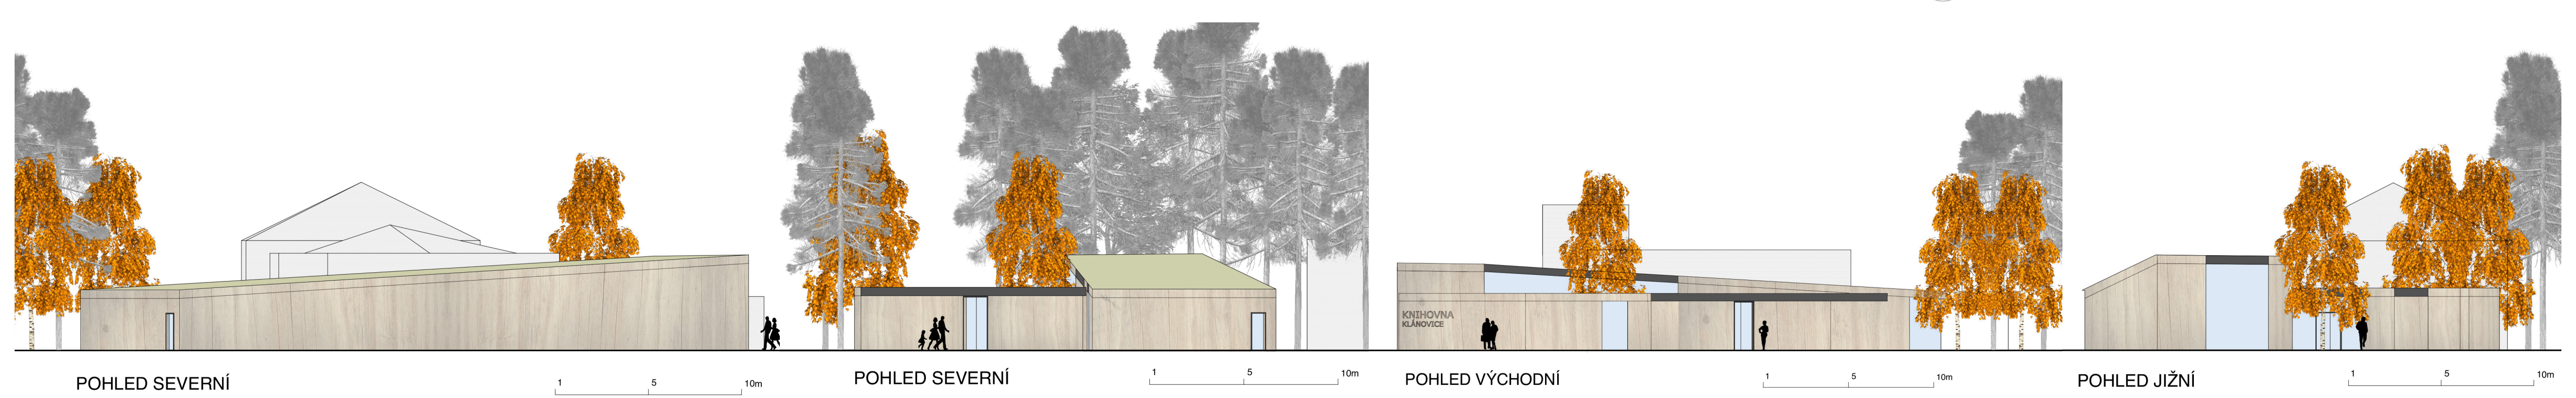 KNIHOVNA
KLÁNOVICE
POHLED SEVERNÍ
1 5 10m
POHLED SEVERNÍ
1 5 10m
POHLED VÝCHODNÍ
1 5 10m
POHLED JIŽNÍ
1 5 10m